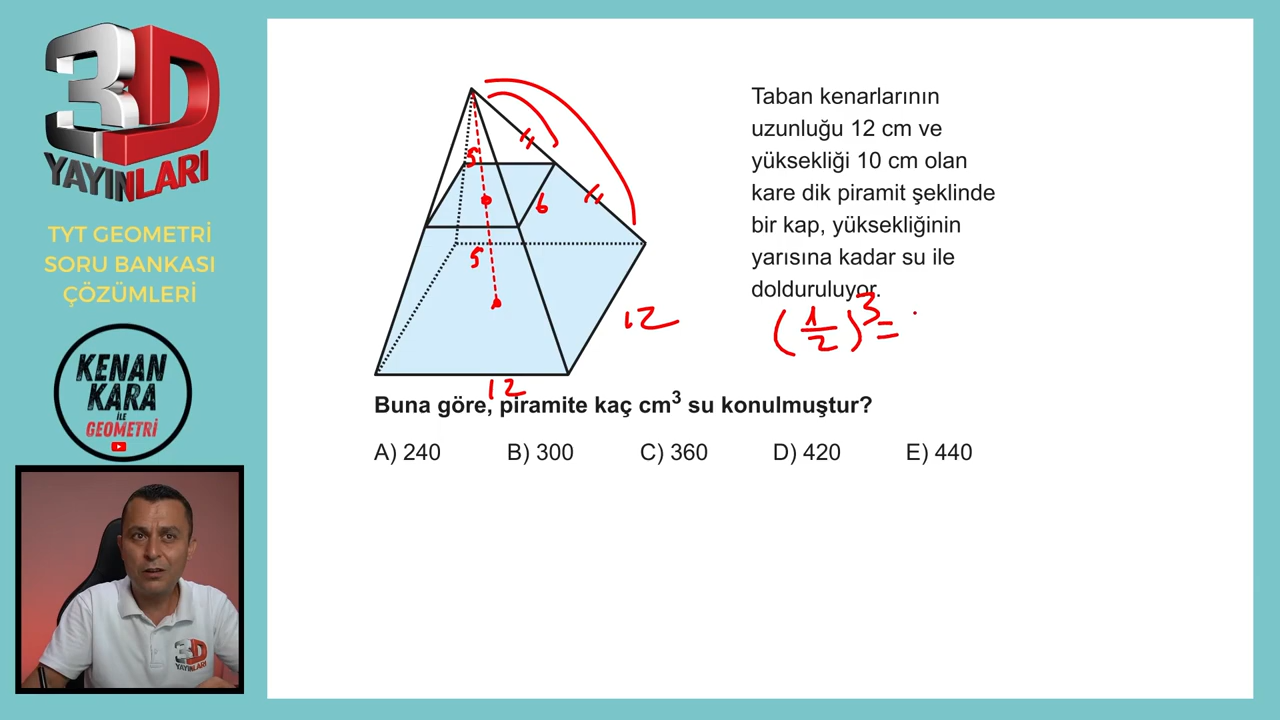 3D
YAYINLARI
TYT GEOMETRİ
SORU BANKASI
ÇÖZÜMLERİ
KENAN
KARA
İLE
GEOMETRİ
3D
YAYINLARI
5
6
5
12
12
Taban kenarlarının
uzunluğu 12 cm ve
yüksekliği 10 cm olan
kare dik piramit şeklinde
bir kap, yüksekliğinin
yarısına kadar su ile
dolduruluyor.
(1/2)³ =
Buna göre, piramite kaç cm³ su konulmuştur?
A) 240 B) 300 C) 360 D) 420 E) 440